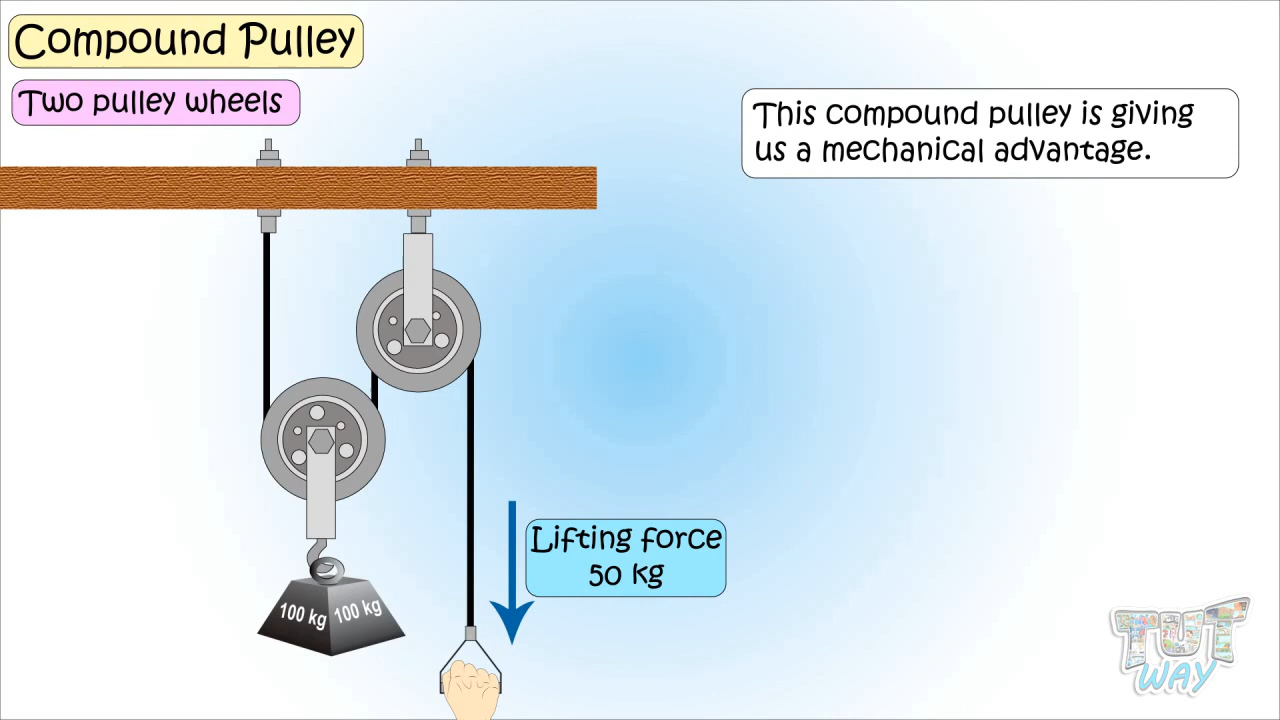 Compound Pulley
Two pulley wheels
This compound pulley is giving
us a mechanical advantage.
Lifting force
50 kg
100 kg 100 kg
TUT
WAY